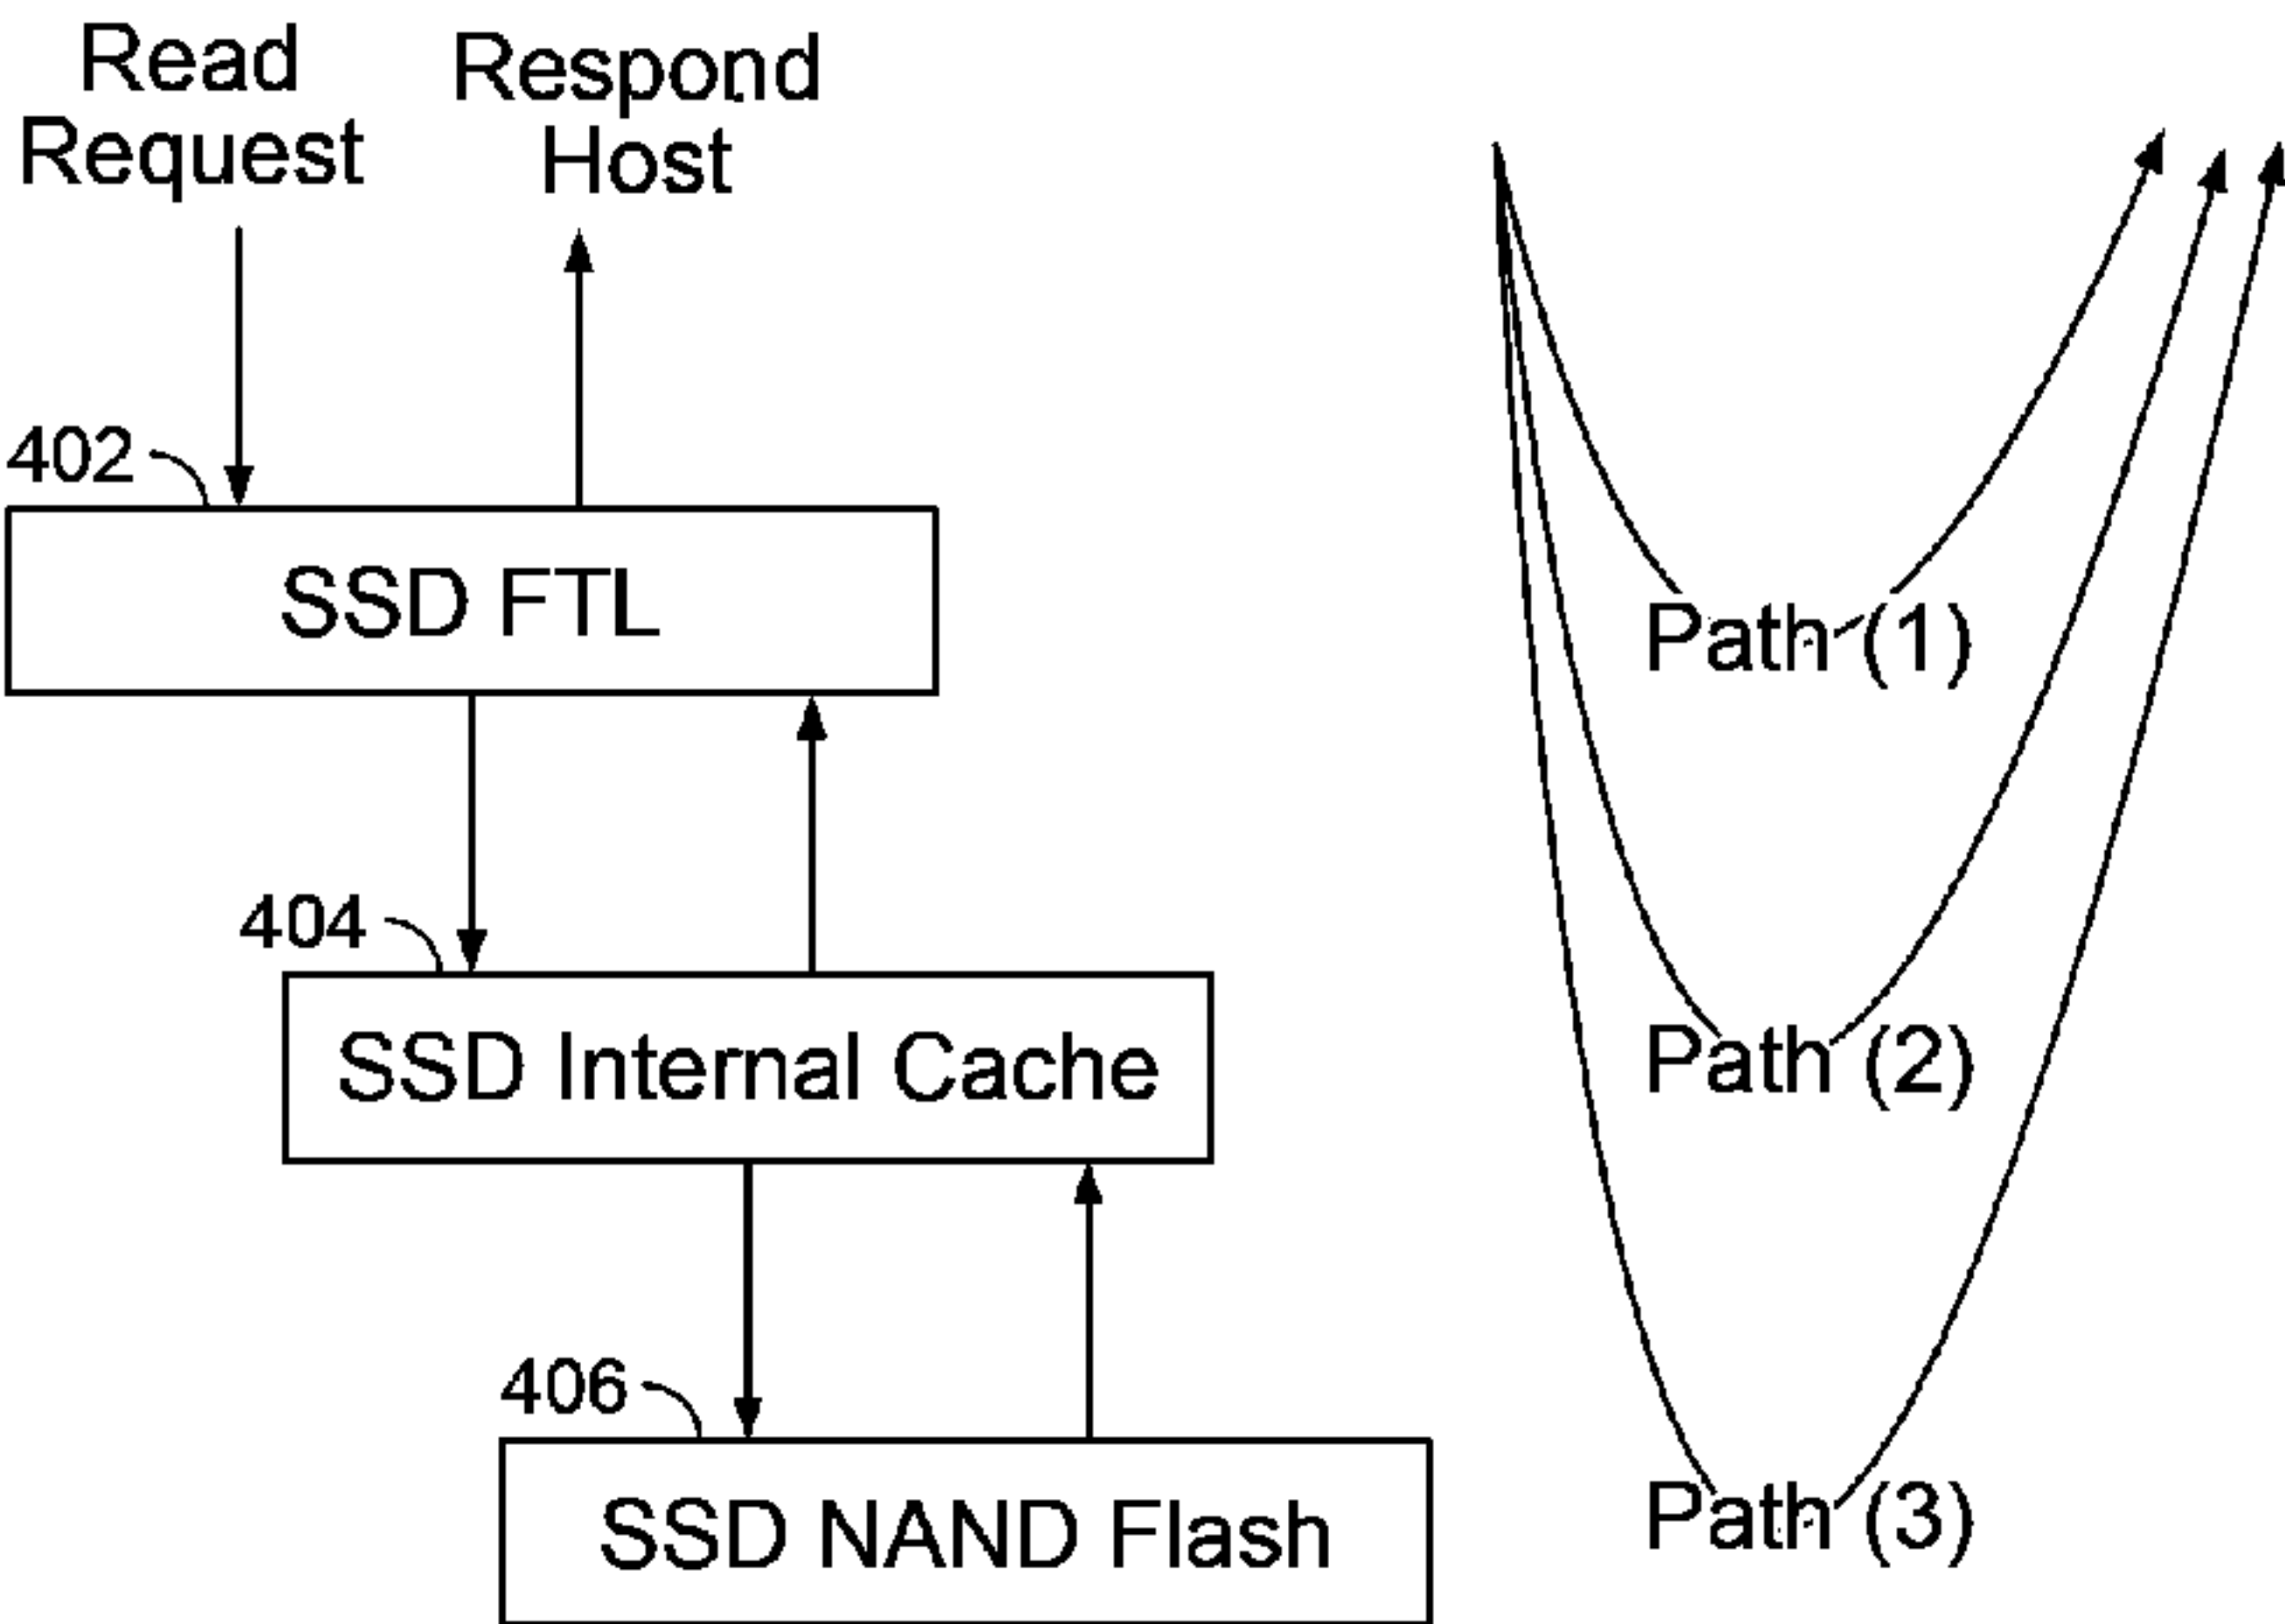 Read
Request
Respond
Host
402
SSD FTL
Path (1)
404
SSD Internal Cache
Path (2)
406
SSD NAND Flash
Path (3)